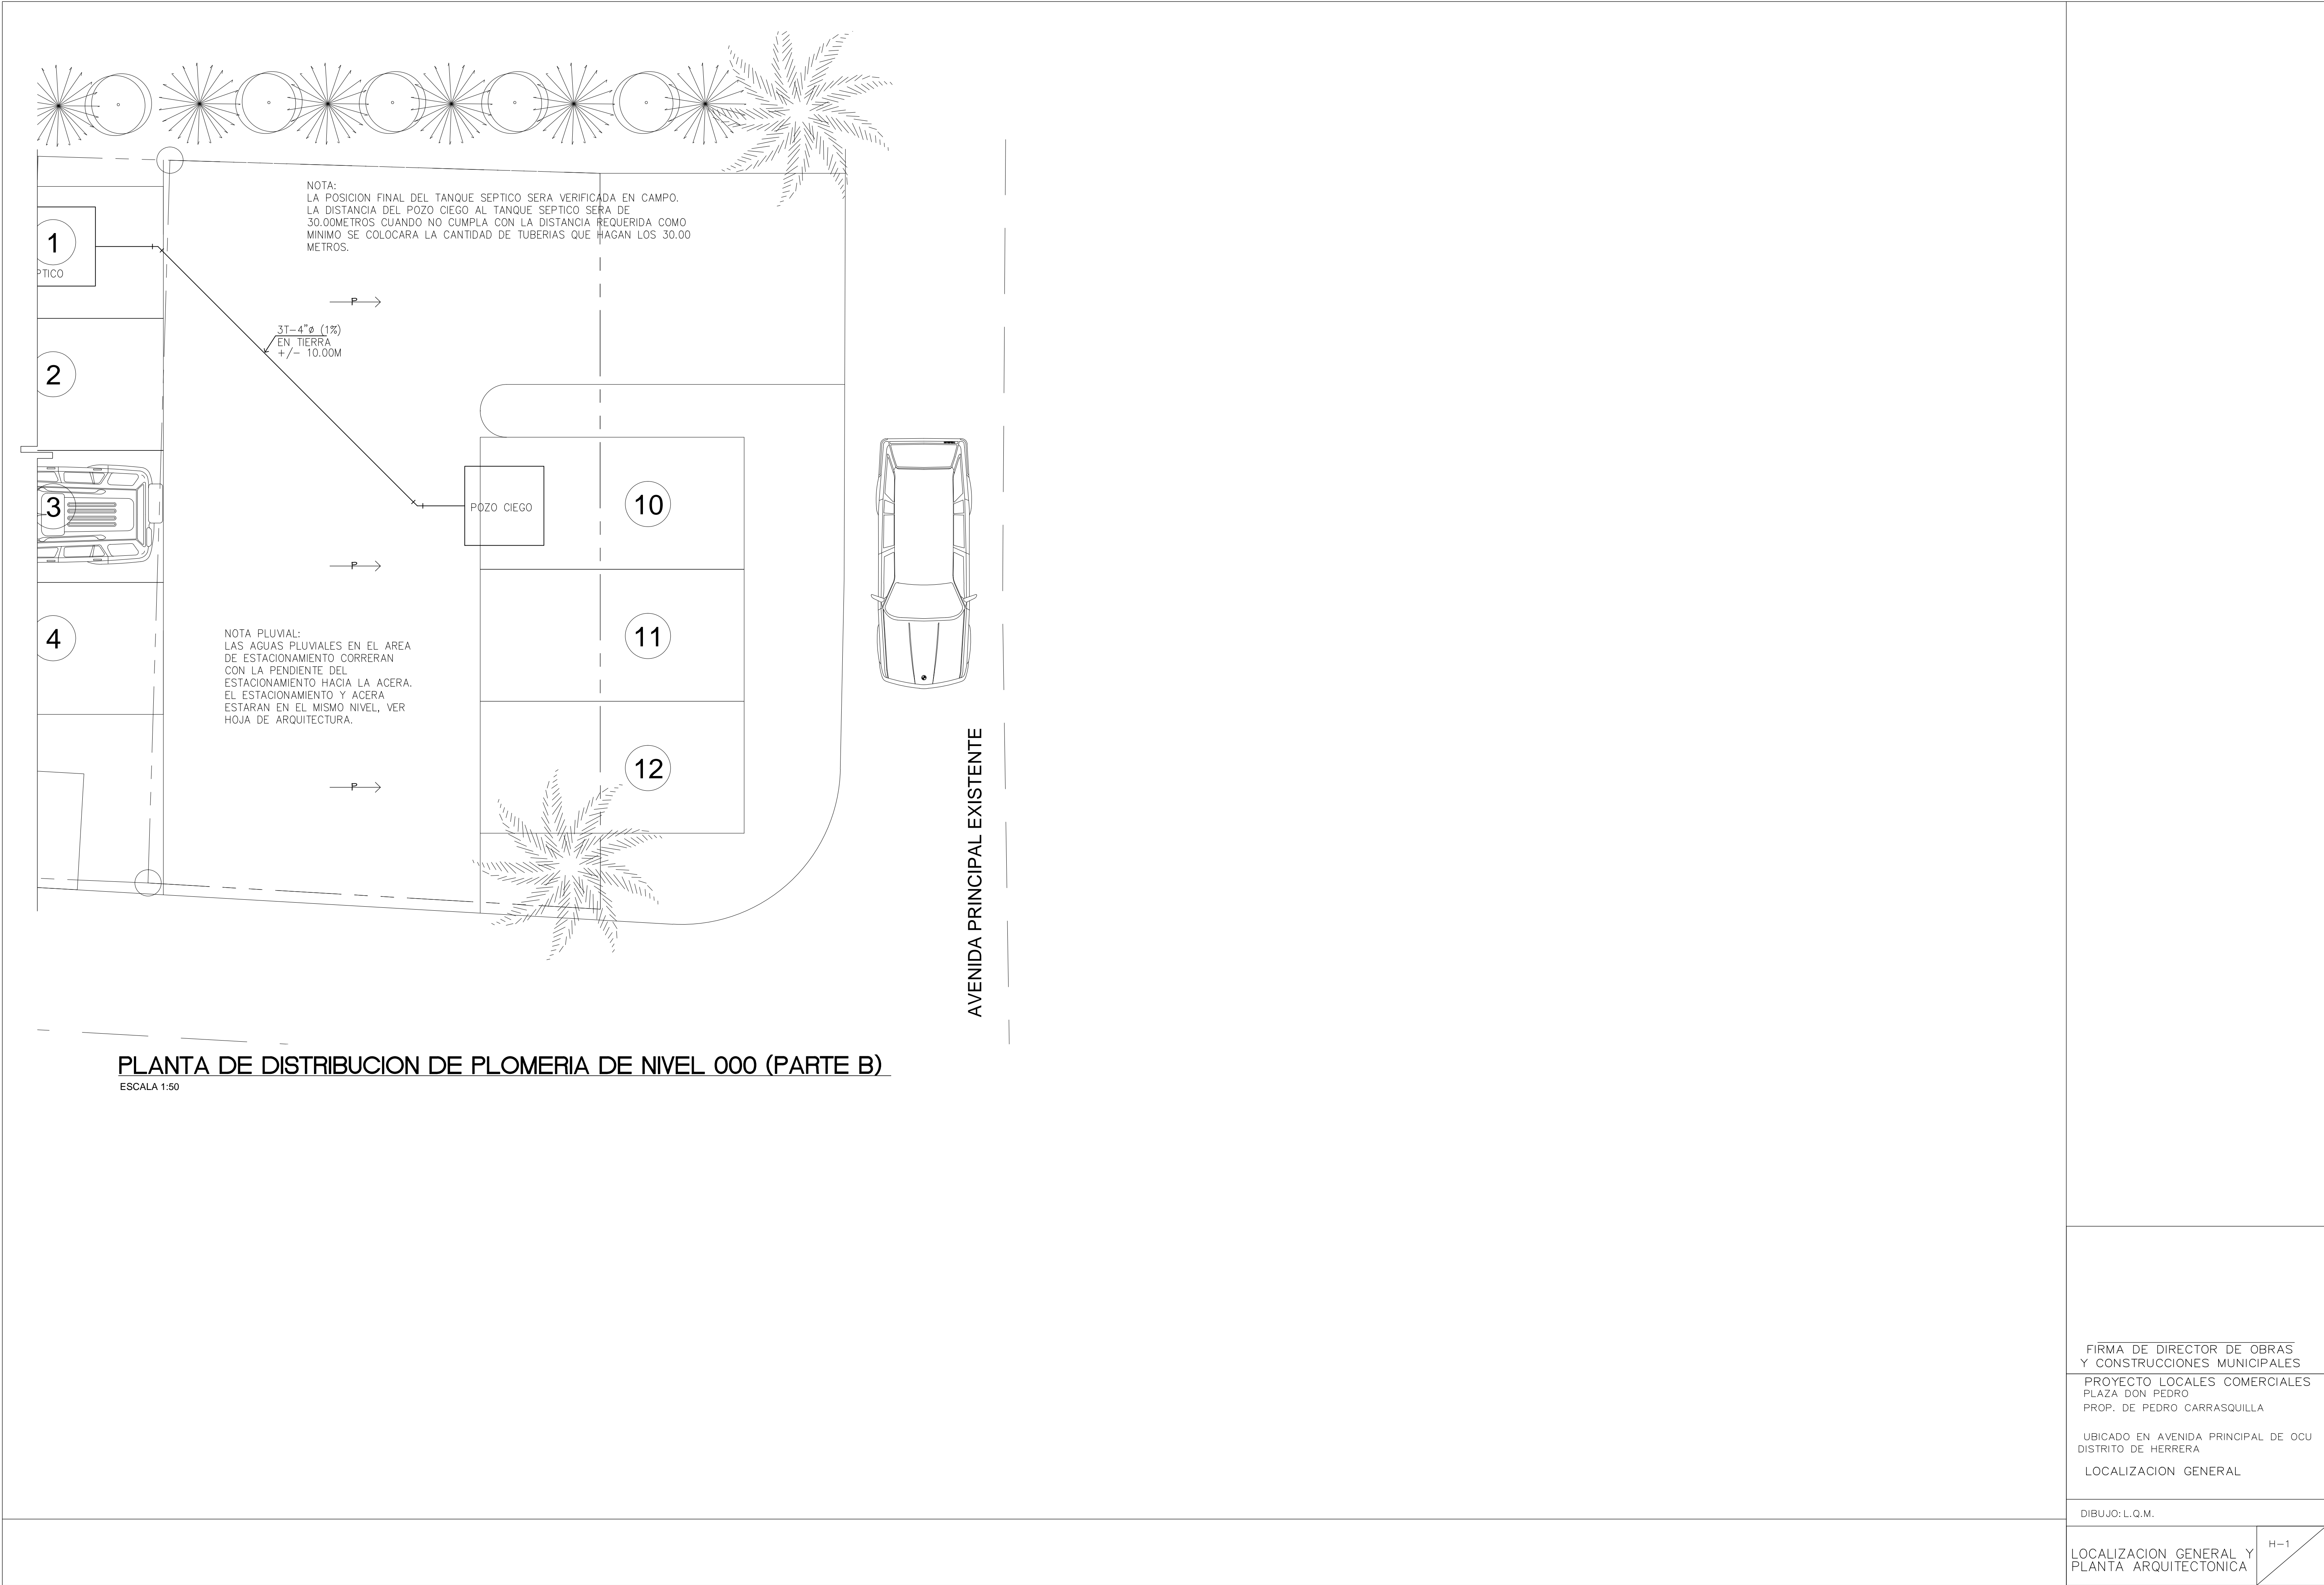 NOTA:
LA POSICION FINAL DEL TANQUE SEPTICO SERA VERIFICADA EN CAMPO.
LA DISTANCIA DEL POZO CIEGO AL TANQUE SEPTICO SERA DE
30.00METROS CUANDO NO CUMPLA CON LA DISTANCIA REQUERIDA COMO
MINIMO SE COLOCARA LA CANTIDAD DE TUBERIAS QUE HAGAN LOS 30.00
METROS.
1
PTICO
P
3T-4"ø (1%)
EN TIERRA
+/- 10.00M
2
3
POZO CIEGO
10
P
4
11
NOTA PLUVIAL:
LAS AGUAS PLUVIALES EN EL AREA
DE ESTACIONAMIENTO CORRERAN
CON LA PENDIENTE DEL
ESTACIONAMIENTO HACIA LA ACERA.
EL ESTACIONAMIENTO Y ACERA
ESTARAN EN EL MISMO NIVEL, VER
HOJA DE ARQUITECTURA.
12
P
AVENIDA PRINCIPAL EXISTENTE
PLANTA DE DISTRIBUCION DE PLOMERIA DE NIVEL 000 (PARTE B)
ESCALA 1:50
FIRMA DE DIRECTOR DE OBRAS
Y CONSTRUCCIONES MUNICIPALES
PROYECTO LOCALES COMERCIALES
PLAZA DON PEDRO
PROP. DE PEDRO CARRASQUILLA
UBICADO EN AVENIDA PRINCIPAL DE OCU
DISTRITO DE HERRERA
LOCALIZACION GENERAL
DIBUJO: L.Q.M.
LOCALIZACION GENERAL Y
PLANTA ARQUITECTONICA
H-1